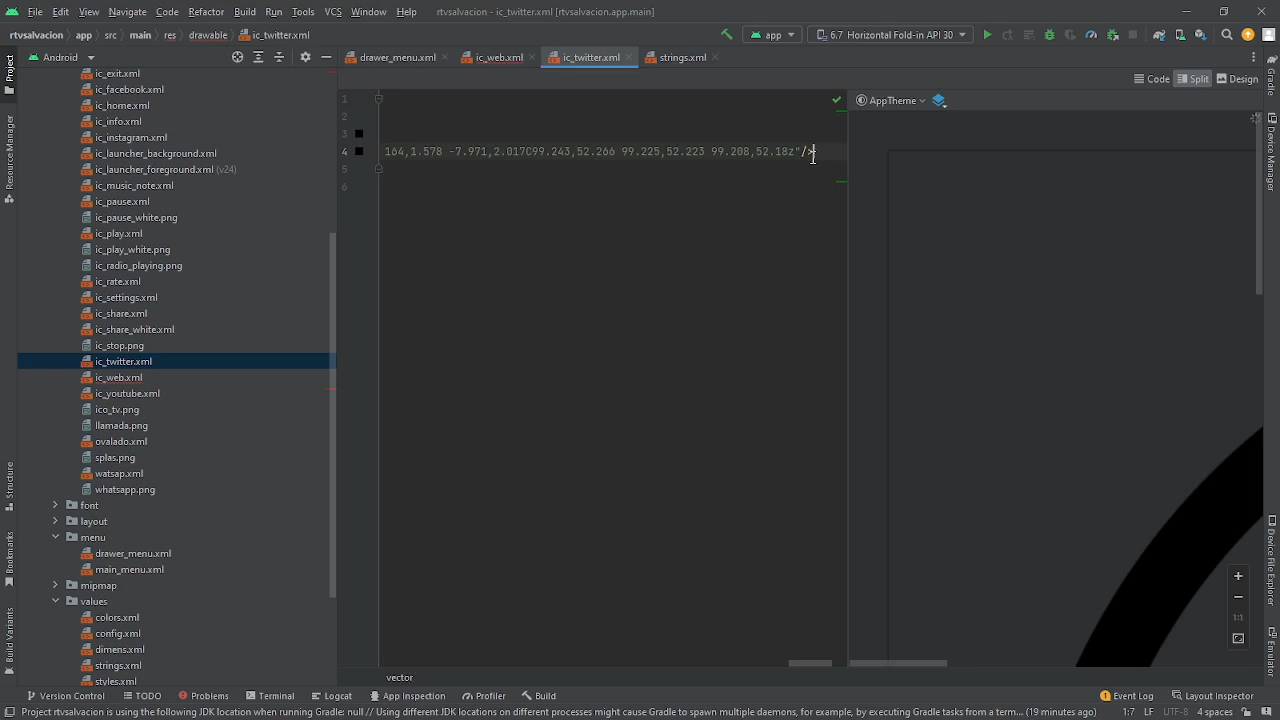 File Edit View Navigate Code Refactor Build Run Tools VCS Window Help rtvsalvacion - ic_twitter.xml [rtvsalvacion.app.main]
rtvsalvacion app src main res drawable ic_twitter.xml app 6.7 Horizontal Fold-in API 30
Android drawer_menu.xml ic_web.xml ic_twitter.xml strings.xml
Code Split Design
AppTheme
ic_exit.xml
ic_facebook.xml
ic_home.xml
ic_info.xml
ic_instagram.xml
ic_launcher_background.xml
ic_launcher_foreground.xml (v24)
ic_music_note.xml
ic_pause.xml
ic_pause_white.png
ic_play.xml
ic_play_white.png
ic_radio_playing.png
ic_rate.xml
ic_settings.xml
ic_share.xml
ic_share_white.xml
ic_stop.png
ic_twitter.xml
ic_web.xml
ic_youtube.xml
ico_tv.png
llamada.png
ovalado.xml
splas.png
watsap.xml
whatsapp.png
font
layout
menu
drawer_menu.xml
main_menu.xml
mipmap
values
colors.xml
config.xml
dimens.xml
strings.xml
styles.xml
1
2
3
4 164,1.578 -7.971,2.017C99.243,52.266 99.225,52.223 99.208,52.18z"/>
5
6
1:1
vector
Project
Resource Manager
Structure
Bookmarks
Build Variants
Gradle
Device Manager
Device File Explorer
Emulator
Version Control TODO Problems Terminal Logcat App Inspection Profiler Build Event Log Layout Inspector
Project rtvsalvacion is using the following JDK location when running Gradle: null // Using different JDK locations on different processes might cause Gradle to spawn multiple daemons, for example, by executing Gradle tasks from a term... (19 minutes ago) 1:7 LF UTF-8 4 spaces